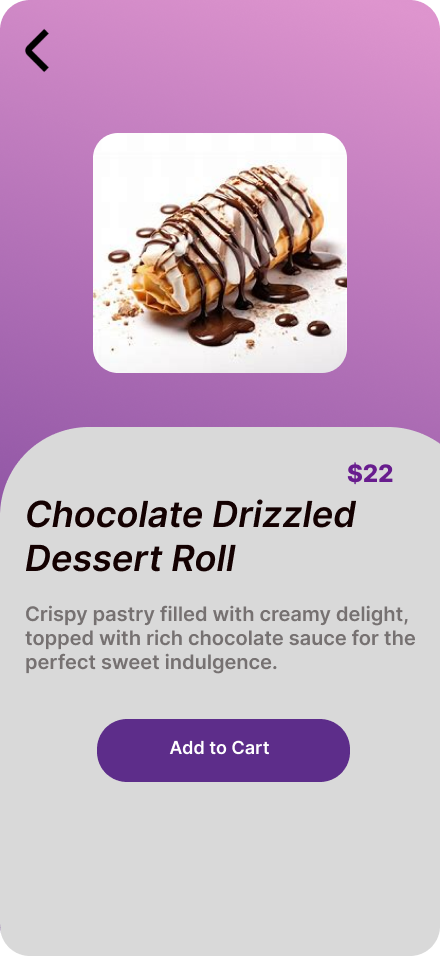 $22
Chocolate Drizzled
Dessert Roll
Crispy pastry filled with creamy delight,
topped with rich chocolate sauce for the
perfect sweet indulgence.
Add to Cart